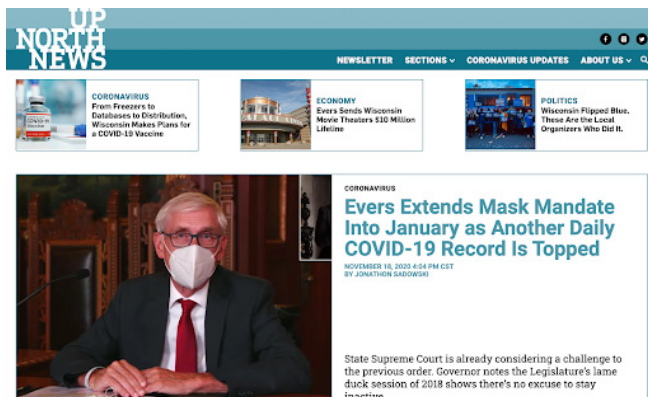 UP
NORTH
NEWS
NEWSLETTER SECTIONS CORONAVIRUS UPDATES ABOUT US
CORONAVIRUS
From Freezers to
Databases to Distribution,
Wisconsin Makes Plans for
a COVID-19 Vaccine
ECONOMY
Evers Sends Wisconsin
Movie Theaters $10 Million
Lifeline
POLITICS
Wisconsin Flipped Blue.
These Are the Local
Organizers Who Did It.
CORONAVIRUS
Evers Extends Mask Mandate
Into January as Another Daily
COVID-19 Record Is Topped
NOVEMBER 18, 2020 4:04 PM CST
BY JONATHON SADOWSKI
State Supreme Court is already considering a challenge to
the previous order. Governor notes the Legislature's lame
duck session of 2018 shows there's no excuse to stay
inactive.